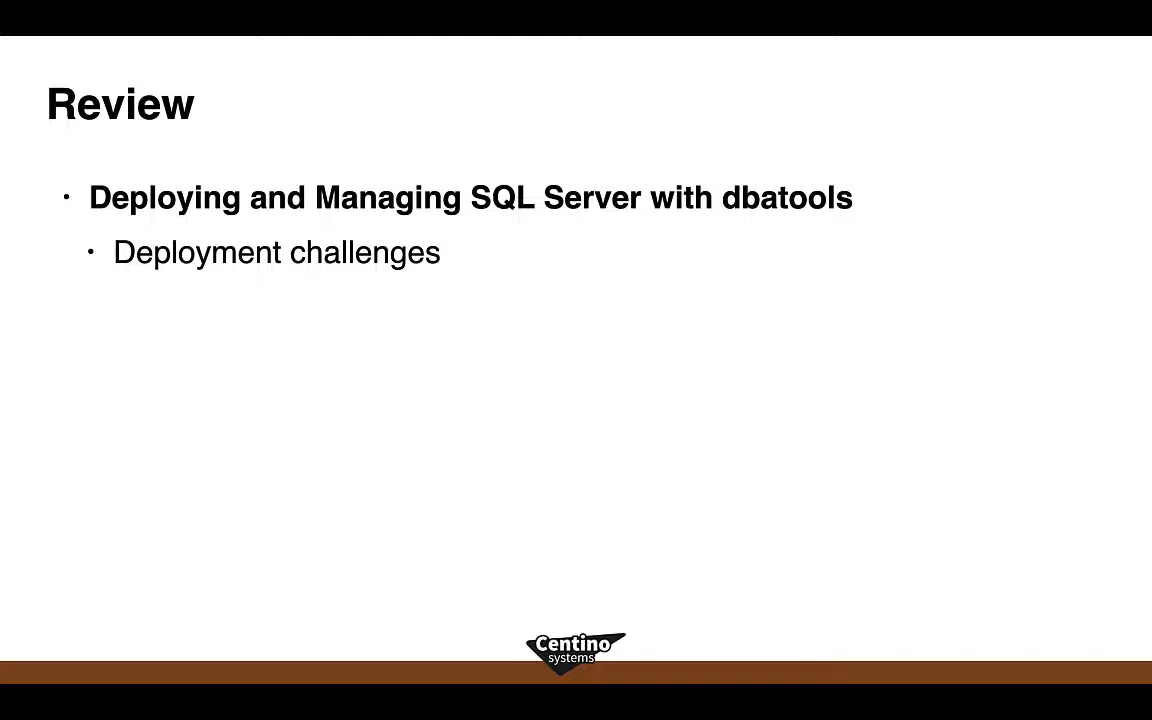 Review
· Deploying and Managing SQL Server with dbatools
· Deployment challenges
Centino
systems